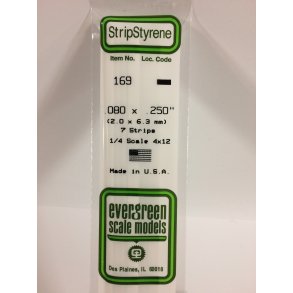 StripStyrene
Item No. Loc. Code
169
.080 x .250"
(2.0 x 6.3 mm)
7 Strips
1/4 Scale 4x12
Made in U.S.A.
evergreen
scale models
Des Plaines, IL 60018